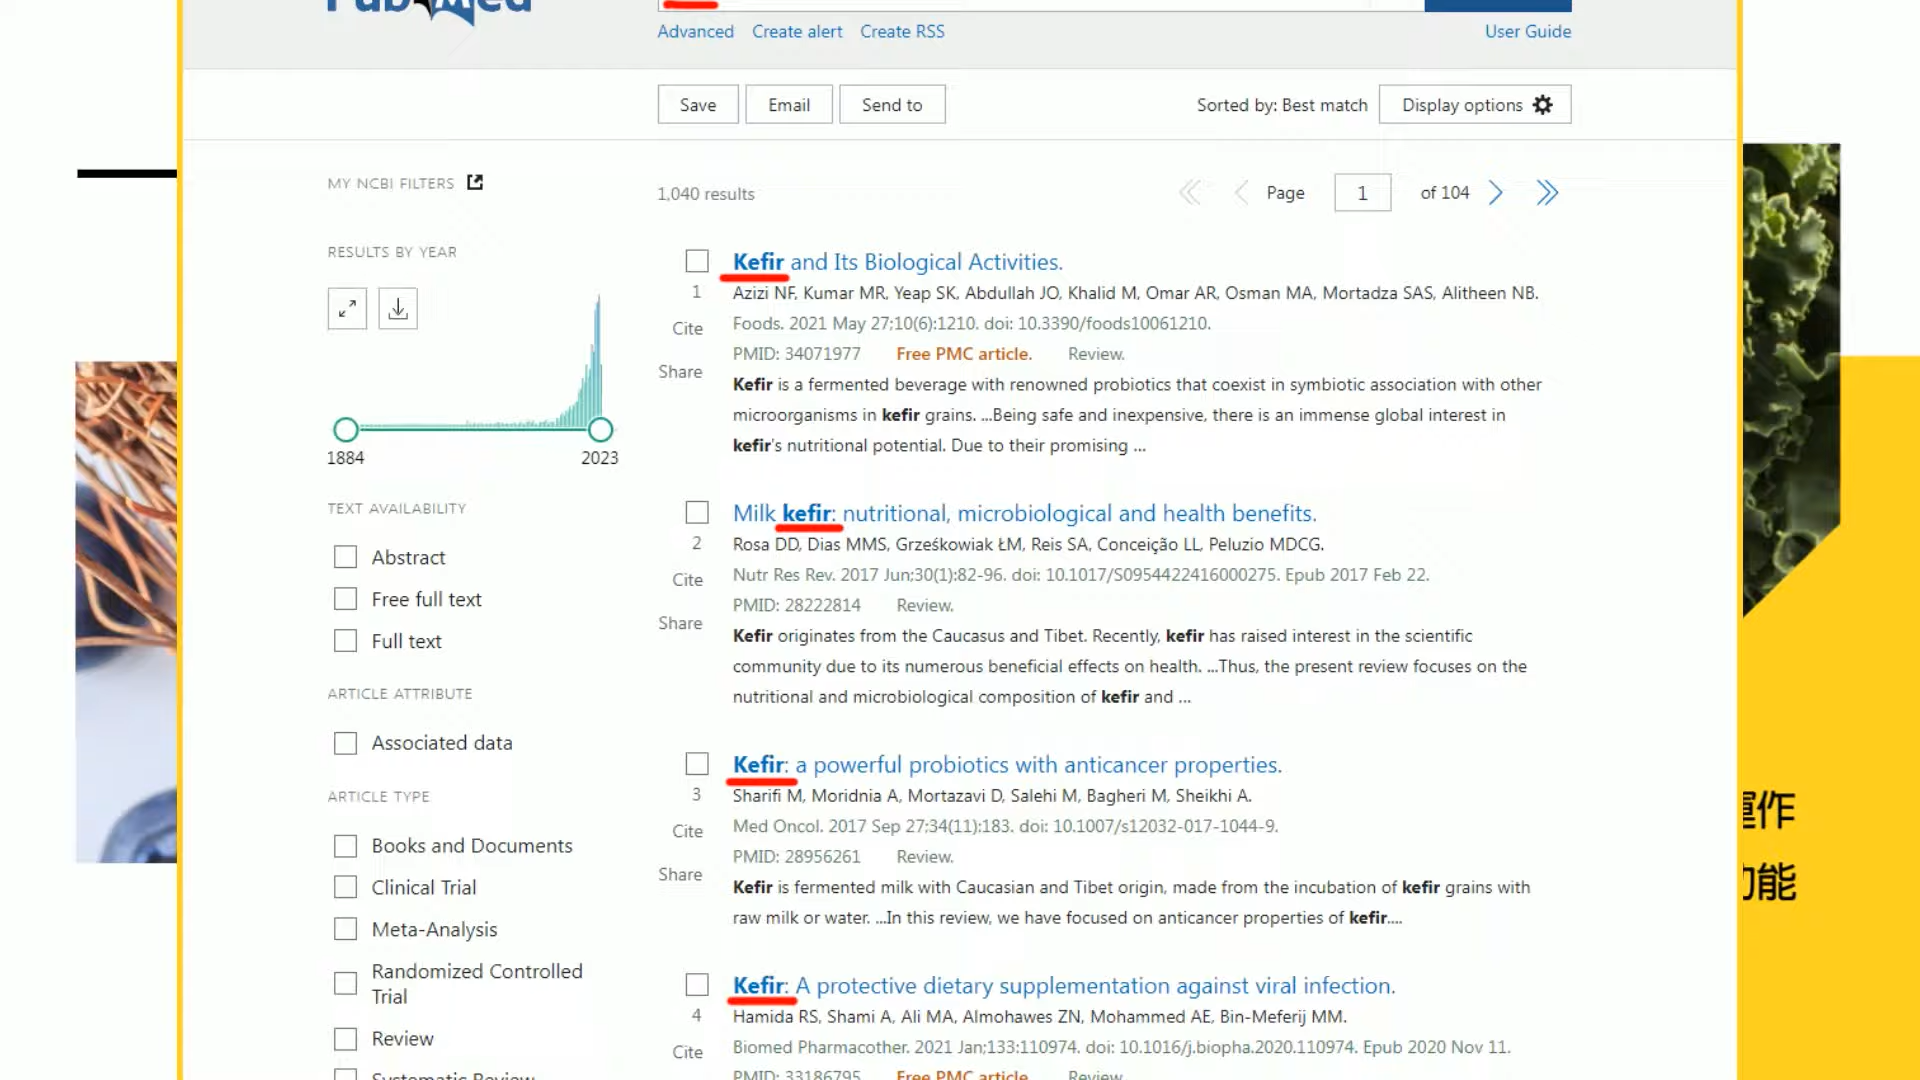 PubMed
Advanced Create alert Create RSS User Guide
Save Email Send to Sorted by: Best match Display options
MY NCBI FILTERS
1,040 results Page 1 of 104
RESULTS BY YEAR
1884 2023
TEXT AVAILABILITY
Abstract
Free full text
Full text
ARTICLE ATTRIBUTE
Associated data
ARTICLE TYPE
Books and Documents
Clinical Trial
Meta-Analysis
Randomized Controlled
Trial
Review
Systematic Review
Kefir and Its Biological Activities.
1 Azizi NF, Kumar MR, Yeap SK, Abdullah JO, Khalid M, Omar AR, Osman MA, Mortadza SAS, Alitheen NB.
Cite Foods. 2021 May 27;10(6):1210. doi: 10.3390/foods10061210.
PMID: 34071977 Free PMC article. Review.
Share
Kefir is a fermented beverage with renowned probiotics that coexist in symbiotic association with other
microorganisms in kefir grains. ...Being safe and inexpensive, there is an immense global interest in
kefir's nutritional potential. Due to their promising ...
Milk kefir: nutritional, microbiological and health benefits.
2 Rosa DD, Dias MMS, Grześkowiak ŁM, Reis SA, Conceição LL, Peluzio MDCG.
Cite Nutr Res Rev. 2017 Jun;30(1):82-96. doi: 10.1017/S0954422416000275. Epub 2017 Feb 22.
PMID: 28222814 Review.
Share
Kefir originates from the Caucasus and Tibet. Recently, kefir has raised interest in the scientific
community due to its numerous beneficial effects on health. ...Thus, the present review focuses on the
nutritional and microbiological composition of kefir and ...
Kefir: a powerful probiotics with anticancer properties.
3 Sharifi M, Moridnia A, Mortazavi D, Salehi M, Bagheri M, Sheikhi A.
Cite Med Oncol. 2017 Sep 27;34(11):183. doi: 10.1007/s12032-017-1044-9.
PMID: 28956261 Review.
Share
Kefir is fermented milk with Caucasian and Tibet origin, made from the incubation of kefir grains with
raw milk or water. ...In this review, we have focused on anticancer properties of kefir....
Kefir: A protective dietary supplementation against viral infection.
4 Hamida RS, Shami A, Ali MA, Almohawes ZN, Mohammed AE, Bin-Meferij MM.
Cite Biomed Pharmacother. 2021 Jan;133:110974. doi: 10.1016/j.biopha.2020.110974. Epub 2020 Nov 11.
PMID: 33186795 Free PMC article. Review.
運作
功能